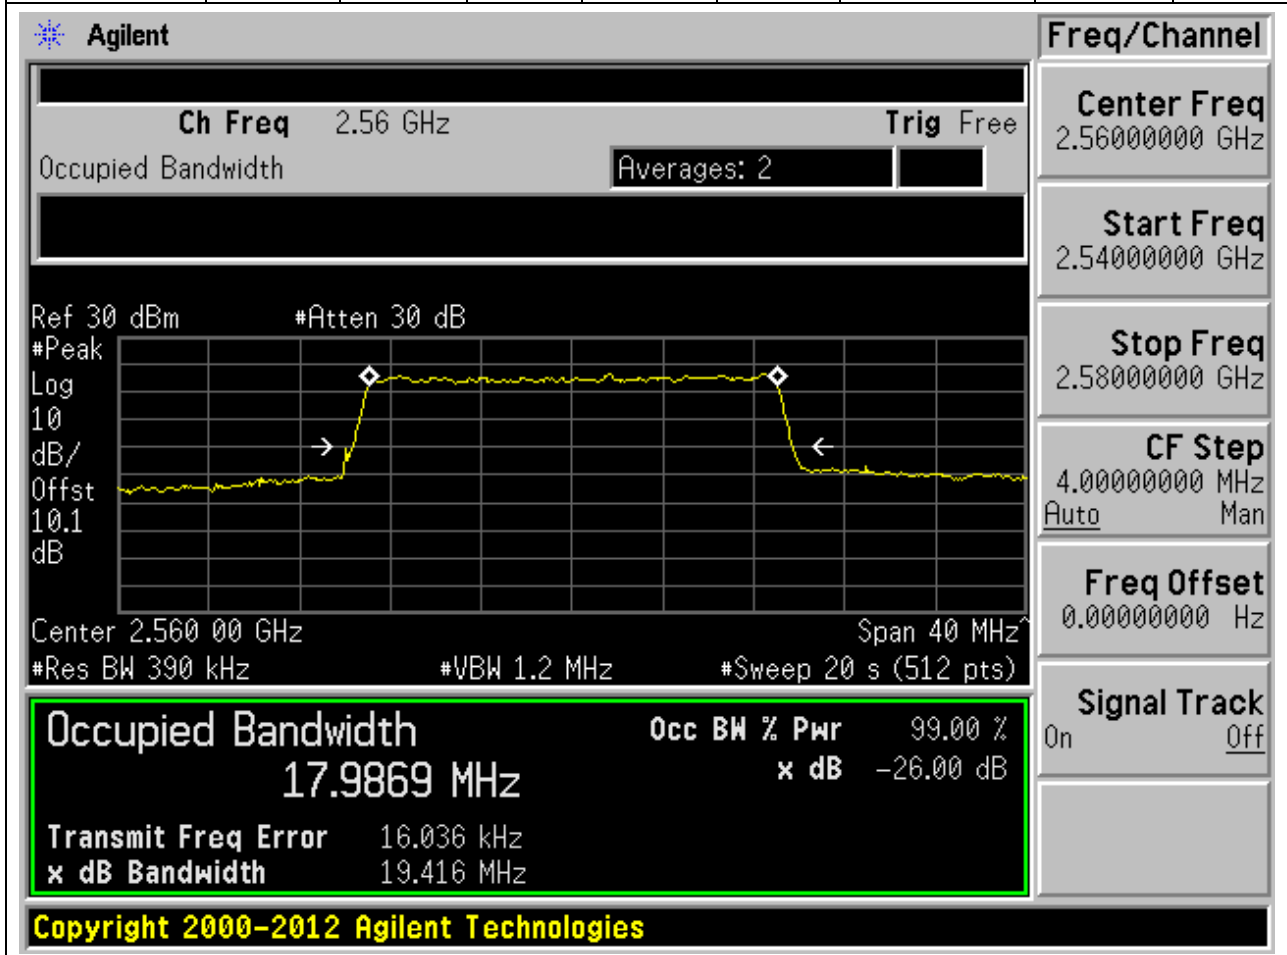 Agilent
Freq/Channel
Ch Freq 2.56 GHz Trig Free
Occupied Bandwidth Averages: 2
Center Freq
2.56000000 GHz
Start Freq
2.54000000 GHz
Stop Freq
2.58000000 GHz
CF Step
4.00000000 MHz
Auto Man
Freq Offset
0.00000000 Hz
Signal Track
On Off
Ref 30 dBm #Atten 30 dB
#Peak
Log
10
dB/
Offst
10.1
dB
Center 2.560 00 GHz Span 40 MHz^
#Res BW 390 kHz #VBW 1.2 MHz #Sweep 20 s (512 pts)
Occupied Bandwidth Occ BW % Pwr 99.00 %
17.9869 MHz x dB -26.00 dB
Transmit Freq Error 16.036 kHz
x dB Bandwidth 19.416 MHz
Copyright 2000-2012 Agilent Technologies